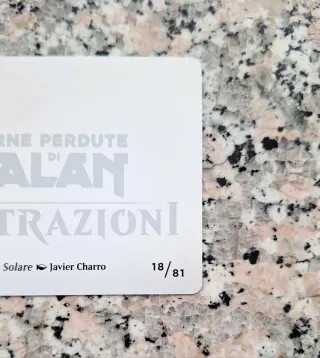 RNE PERDUTE
DI
ALAN
TRAZIONI
Solare Javier Charro 18/81